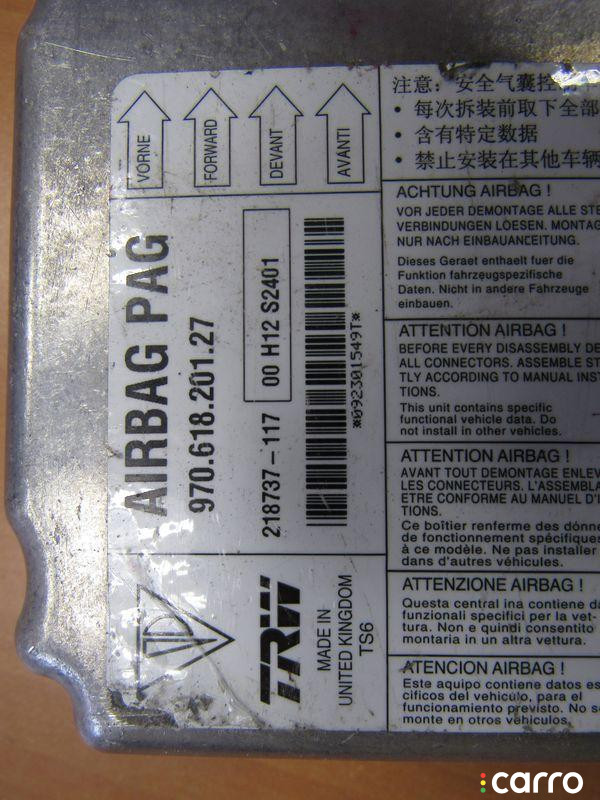 VORNE
FORWARD
DEVANT
AVANTI
AIRBAG PAG
970.618.201.27
218737-117
00 H12 S2401
*092301549T*
TRW
MADE IN
UNITED KINGDOM
TS6
注意: 安全气囊控制
• 每次拆装前取下全部
• 含有特定数据
• 禁止安装在其他车辆
ACHTUNG AIRBAG !
VOR JEDER DEMONTAGE ALLE STE
VERBINDUNGEN LOESEN. MONTAG
NUR NACH EINBAUANLEITUNG.
Dieses Geraet enthaelt fuer die
Funktion fahrzeugspezifische
Daten. Nicht in andere Fahrzeuge
einbauen.
ATTENTION AIRBAG !
BEFORE EVERY DISASSEMBLY DE
ALL CONNECTORS. ASSEMBLE ST
TLY ACCORDING TO MANUAL INST
TIONS.
This unit contains specific
functional vehicle data. Do
not install in other vehicles.
ATTENTION AIRBAG !
AVANT TOUT DEMONTAGE ENLEV
LES CONNECTEURS. L'ASSEMBLA
ETRE CONFORME AU MANUEL D'I
TIONS.
Ce boîtier renferme des donné
de fonctionnement spécifiques
à ce modèle. Ne pas installer
dans d'autres véhicules.
ATTENZIONE AIRBAG !
Questa central ina contiene da
funzionali specifici per la vet-
tura. Non e quindi consentito
montaria in un altra vettura.
ATENCION AIRBAG !
Este aquipo contiene datos es
cificos del vehículo, para el
funcionamiento previsto. No se
monte en otros vehículos.
carro